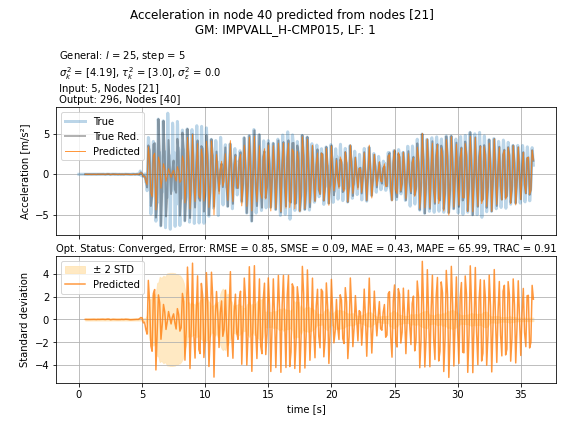 Acceleration in node 40 predicted from nodes [21]
GM: IMPVALL_H-CMP015, LF: 1
General: l = 25, step = 5
σ²ₖ = [4.19], τ²ₖ = [3.0], σ²ε = 0.0
Input: 5, Nodes [21]
Output: 296, Nodes [40]
Acceleration [m/s²]
5
0
−5
True
True Red.
Predicted
Opt. Status: Converged, Error: RMSE = 0.85, SMSE = 0.09, MAE = 0.43, MAPE = 65.99, TRAC = 0.91
Standard deviation
4
2
0
−2
−4
± 2 STD
Predicted
0 5 10 15 20 25 30 35
time [s]